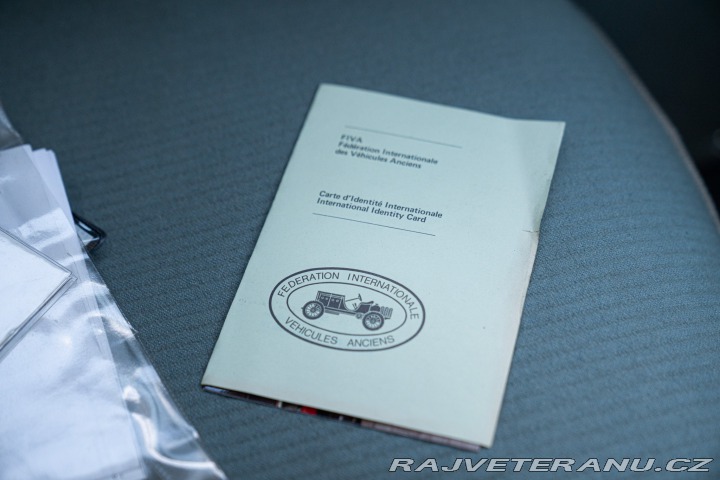 FIVA
Fédération Internationale
des Véhicules Anciens
Carte d'Identité Internationale
International Identity Card
FEDERATION INTERNATIONALE
VEHICULES ANCIENS
RAJVETERANU.CZ